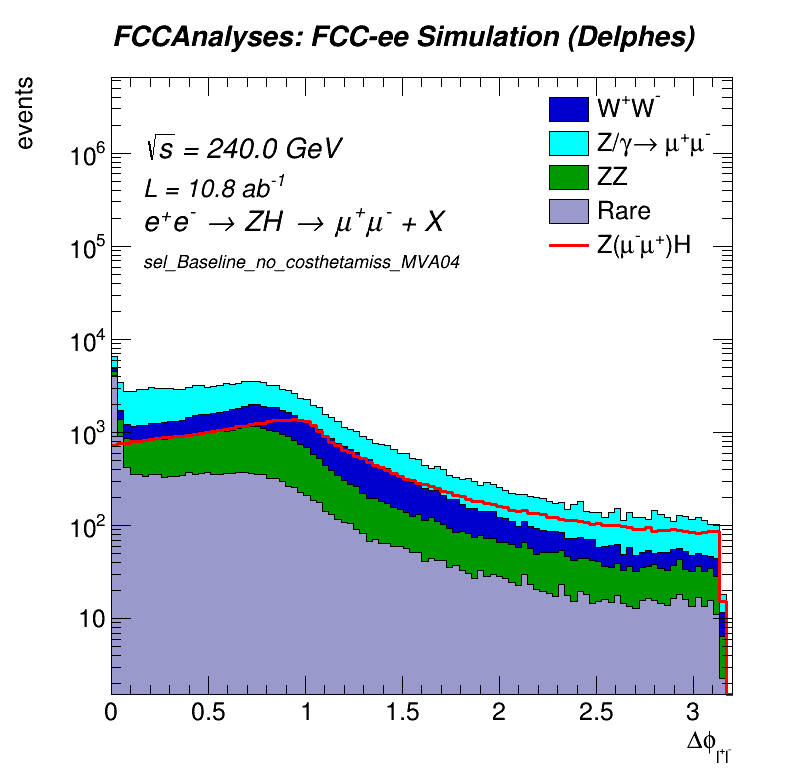 FCCAnalyses: FCC-ee Simulation (Delphes)
events
√s = 240.0 GeV
L = 10.8 ab⁻¹
e⁺e⁻ → ZH → μ⁺μ⁻ + X
sel_Baseline_no_costhetamiss_MVA04
W⁺W⁻
Z/γ→ μ⁺μ⁻
ZZ
Rare
Z(μ⁻μ⁺)H
10⁶
10⁵
10⁴
10³
10²
10
0 0.5 1 1.5 2 2.5 3
Δϕ_l⁺l⁻